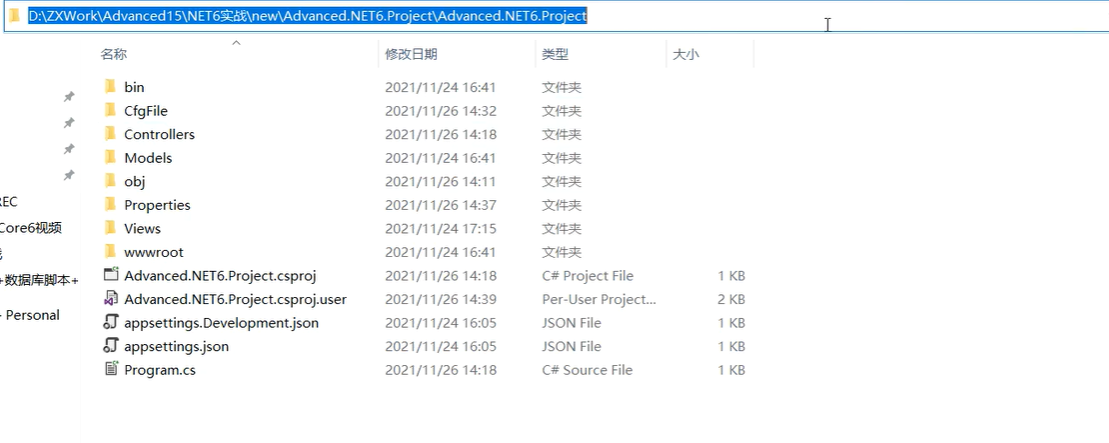 D:\ZXWork\Advanced15\NET6实战\new\Advanced.NET6.Project\Advanced.NET6.Project
名称 修改日期 类型 大小
bin 2021/11/24 16:41 文件夹
CfgFile 2021/11/26 14:32 文件夹
Controllers 2021/11/26 14:18 文件夹
Models 2021/11/24 16:41 文件夹
obj 2021/11/26 14:11 文件夹
Properties 2021/11/26 14:37 文件夹
Views 2021/11/24 17:15 文件夹
wwwroot 2021/11/24 16:41 文件夹
Advanced.NET6.Project.csproj 2021/11/26 14:18 C# Project File 1 KB
Advanced.NET6.Project.csproj.user 2021/11/26 14:39 Per-User Project... 2 KB
appsettings.Development.json 2021/11/24 16:05 JSON File 1 KB
appsettings.json 2021/11/24 16:05 JSON File 1 KB
Program.cs 2021/11/26 14:18 C# Source File 1 KB
REC
Core6视频
+数据库脚本+
- Personal